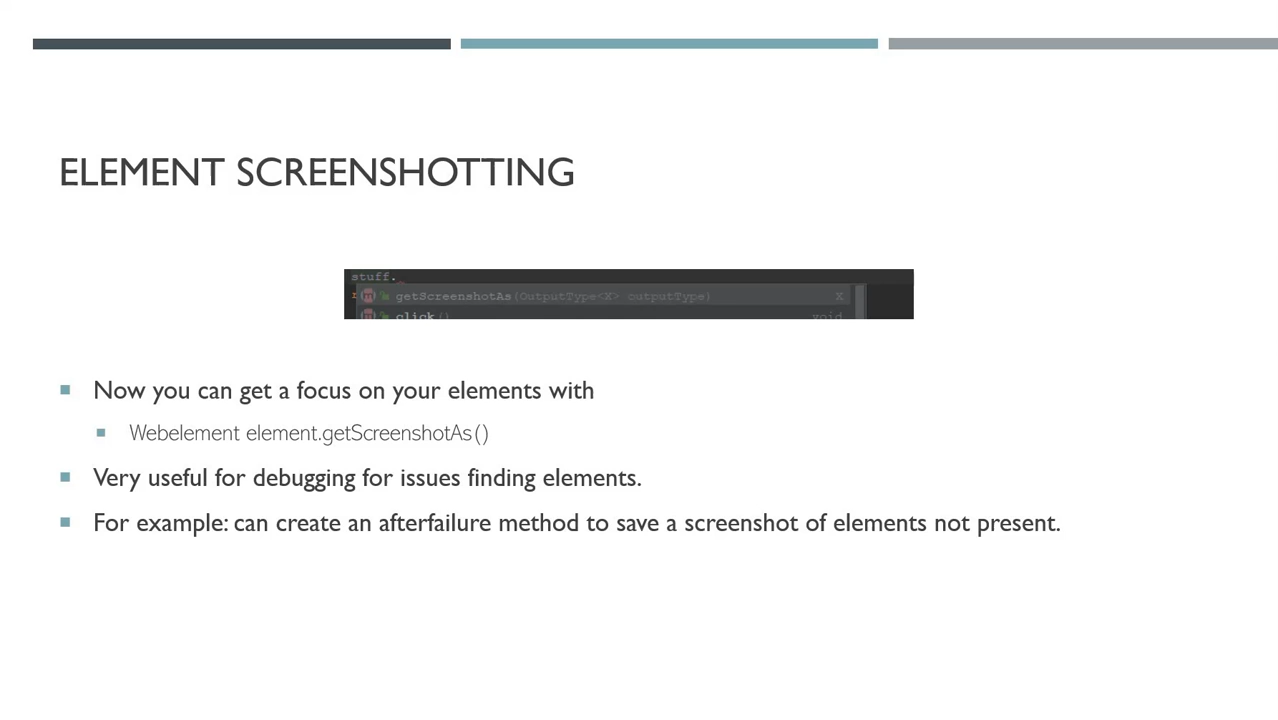 ELEMENT SCREENSHOTTING
stuff.
getScreenshotAs(OutputType<X> outputType) X
click() void
Now you can get a focus on your elements with
Webelement element.getScreenshotAs()
Very useful for debugging for issues finding elements.
For example: can create an afterfailure method to save a screenshot of elements not present.